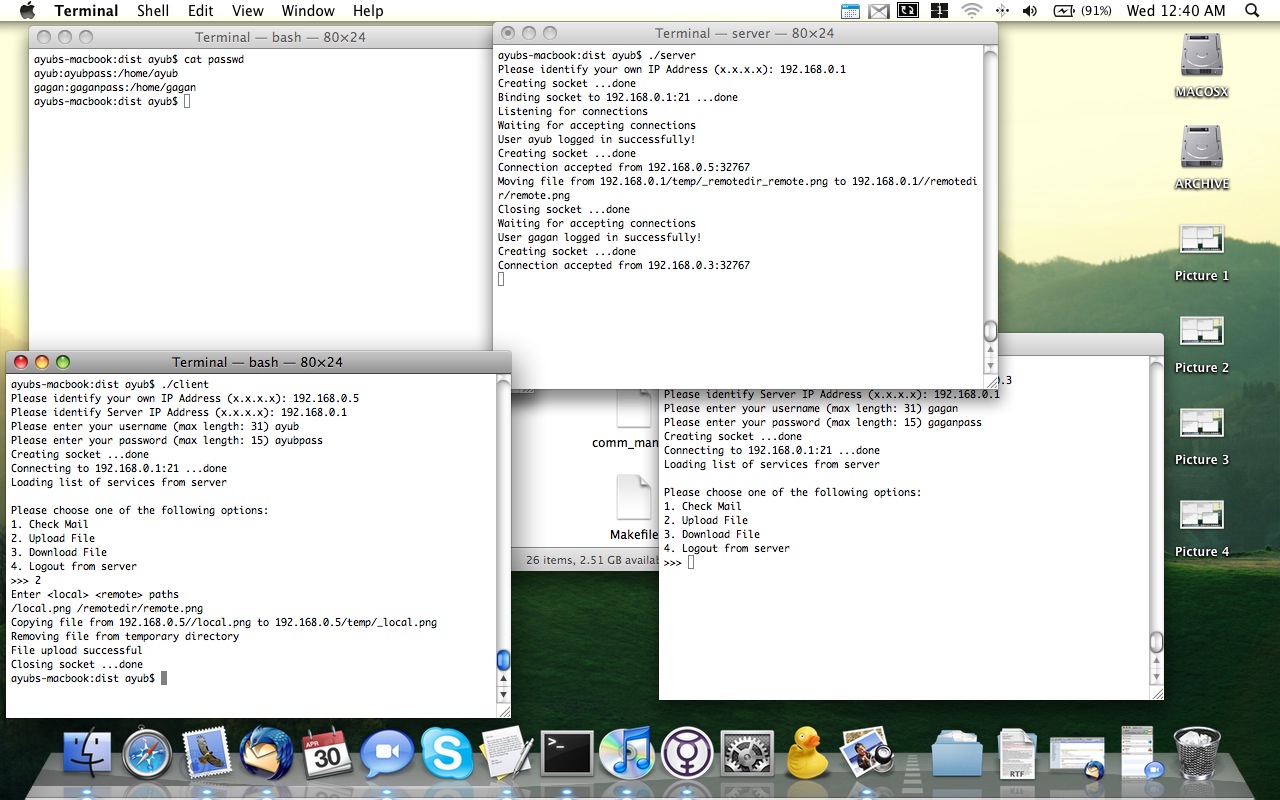 Terminal Shell Edit View Window Help (91%) Wed 12:40 AM
Terminal — bash — 80×24
ayubs-macbook:dist ayub$ cat passwd
ayub:ayubpass:/home/ayub
gagan:gaganpass:/home/gagan
ayubs-macbook:dist ayub$
Terminal — server — 80×24
ayubs-macbook:dist ayub$ ./server
Please identify your own IP Address (x.x.x.x): 192.168.0.1
Creating socket ...done
Binding socket to 192.168.0.1:21 ...done
Listening for connections
Waiting for accepting connections
User ayub logged in successfully!
Creating socket ...done
Connection accepted from 192.168.0.5:32767
Moving file from 192.168.0.1/temp/_remotedir_remote.png to 192.168.0.1//remotedi
r/remote.png
Closing socket ...done
Waiting for accepting connections
User gagan logged in successfully!
Creating socket ...done
Connection accepted from 192.168.0.3:32767
Terminal — bash — 80×24
ayubs-macbook:dist ayub$ ./client
Please identify your own IP Address (x.x.x.x): 192.168.0.5
Please identify Server IP Address (x.x.x.x): 192.168.0.1
Please enter your username (max length: 31) ayub
Please enter your password (max length: 15) ayubpass
Creating socket ...done
Connecting to 192.168.0.1:21 ...done
Loading list of services from server
Please choose one of the following options:
1. Check Mail
2. Upload File
3. Download File
4. Logout from server
>>> 2
Enter <local> <remote> paths
/local.png /remotedir/remote.png
Copying file from 192.168.0.5//local.png to 192.168.0.5/temp/_local.png
Removing file from temporary directory
File upload successful
Closing socket ...done
ayubs-macbook:dist ayub$
comm_man
Makefile
26 items, 2.51 GB availa
.3
Please identify Server IP Address (x.x.x.x): 192.168.0.1
Please enter your username (max length: 31) gagan
Please enter your password (max length: 15) gaganpass
Creating socket ...done
Connecting to 192.168.0.1:21 ...done
Loading list of services from server
Please choose one of the following options:
1. Check Mail
2. Upload File
3. Download File
4. Logout from server
>>>
MACOSX
ARCHIVE
Picture 1
Picture 2
Picture 3
Picture 4
APR
30
>_
RTF